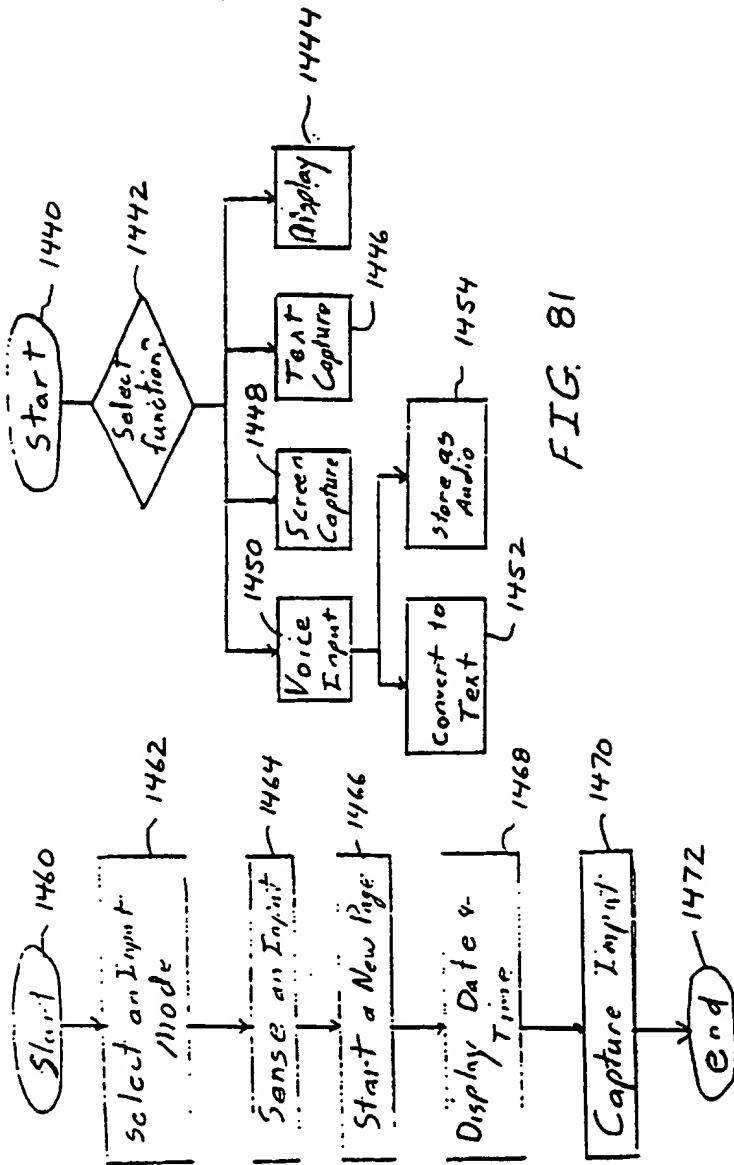 Start
1440
Select
function?
1442
Display
1444
Text
Capture
1446
Screen
Capture
1448
Voice
Input
1450
Convert to
Text
1452
Store as
Audio
1454
FIG. 81
Start
1460
Select an Input
Mode
1462
Sense an Input
1464
Start a New Page
1466
Display Date &
Time
1468
Capture Input
1470
end
1472